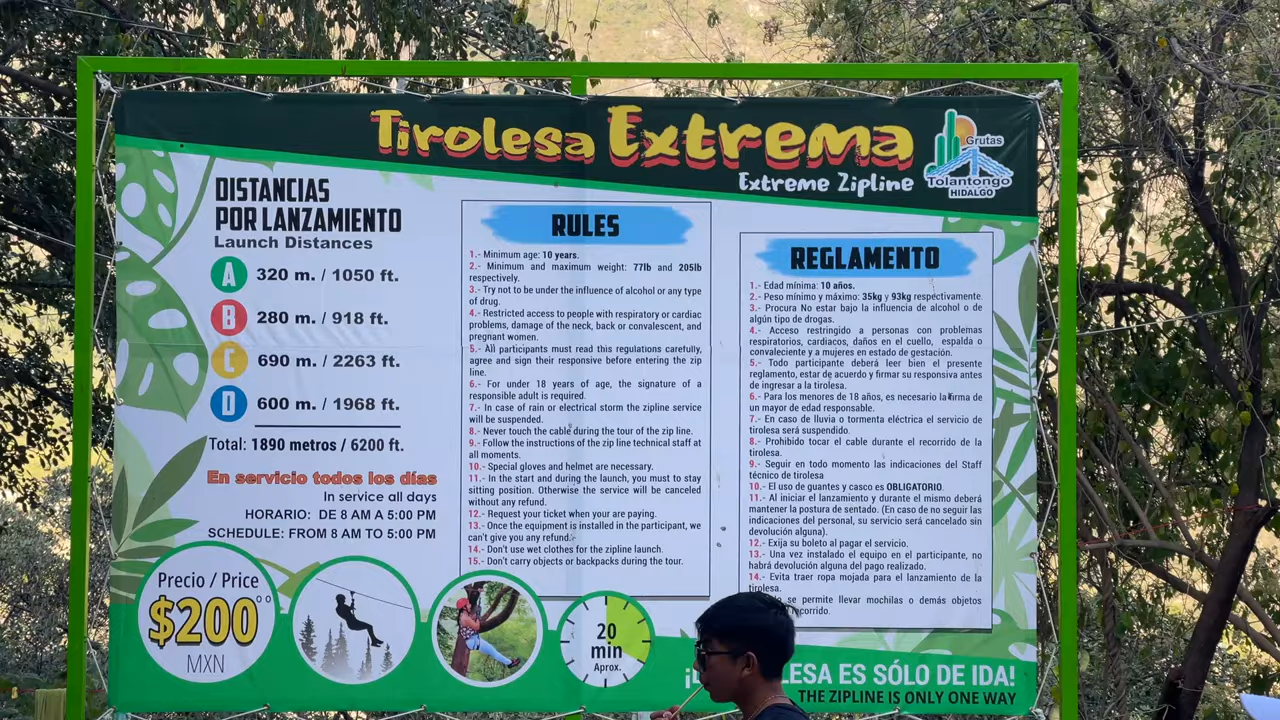 Tirolesa Extrema
Extreme Zipline
Grutas
Tolantongo
HIDALGO
DISTANCIAS
POR LANZAMIENTO
Launch Distances
A 320 m. / 1050 ft.
B 280 m. / 918 ft.
C 690 m. / 2263 ft.
D 600 m. / 1968 ft.
Total: 1890 metros / 6200 ft.
En servicio todos los días
In service all days
HORARIO: DE 8 AM A 5:00 PM
SCHEDULE: FROM 8 AM TO 5:00 PM
RULES
1.- Minimum age: 10 years.
2.- Minimum and maximum weight: 77lb and 205lb
respectively.
3.- Try not to be under the influence of alcohol or any type
of drug.
4.- Restricted access to people with respiratory or cardiac
problems, damage of the neck, back or convalescent, and
pregnant women.
5.- All participants must read this regulations carefully,
agree and sign their responsive before entering the zip
line.
6.- For under 18 years of age, the signature of a
responsible adult is required.
7.- In case of rain or electrical storm the zipline service
will be suspended.
8.- Never touch the cable during the tour of the zip line.
9.- Follow the instructions of the zip line technical staff at
all moments.
10.- Special gloves and helmet are necessary.
11.- In the start and during the launch, you must to stay
sitting position. Otherwise the service will be canceled
without any refund.
12.- Request your ticket when your are paying.
13.- Once the equipment is installed in the participant, we
can't give you any refund.
14.- Don't use wet clothes for the zipline launch.
15.- Don't carry objects or backpacks during the tour.
REGLAMENTO
1.- Edad mínima: 10 años.
2.- Peso mínimo y máximo: 35kg y 93kg respectivamente
3.- Procura No estar bajo la influencia de alcohol o de
algún tipo de drogas.
4.- Acceso restringido a personas con problemas
respiratorios, cardiacos, daños en el cuello, espalda o
convaleciente y a mujeres en estado de gestación.
5.- Todo participante deberá leer bien el presente
reglamento, estar de acuerdo y firmar su responsiva antes
de ingresar a la tirolesa.
6.- Para los menores de 18 años, es necesario la firma de
un mayor de edad responsable.
7.- En caso de lluvia o tormenta eléctrica el servicio de
tirolesa será suspendido.
8.- Prohibido tocar el cable durante el recorrido de la
tirolesa.
9.- Seguir en todo momento las indicaciones del Staff
técnico de tirolesa
10.- El uso de guantes y casco es OBLIGATORIO.
11.- Al iniciar el lanzamiento y durante el mismo deberá
mantener la postura de sentado. (En caso de no seguir las
indicaciones del personal, su servicio será cancelado sin
devolución alguna).
12.- Exija su boleto al pagar el servicio.
13.- Una vez instalado el equipo en el participante, no
habrá devolución alguna del pago realizado.
14.- Evita traer ropa mojada para el lanzamiento de la
tirolesa.
se permite llevar mochilas o demás objetos
recorrido.
Precio / Price
$200⁰⁰
MXN
20
min
Aprox.
LESA ES SÓLO DE IDA!
THE ZIPLINE IS ONLY ONE WAY